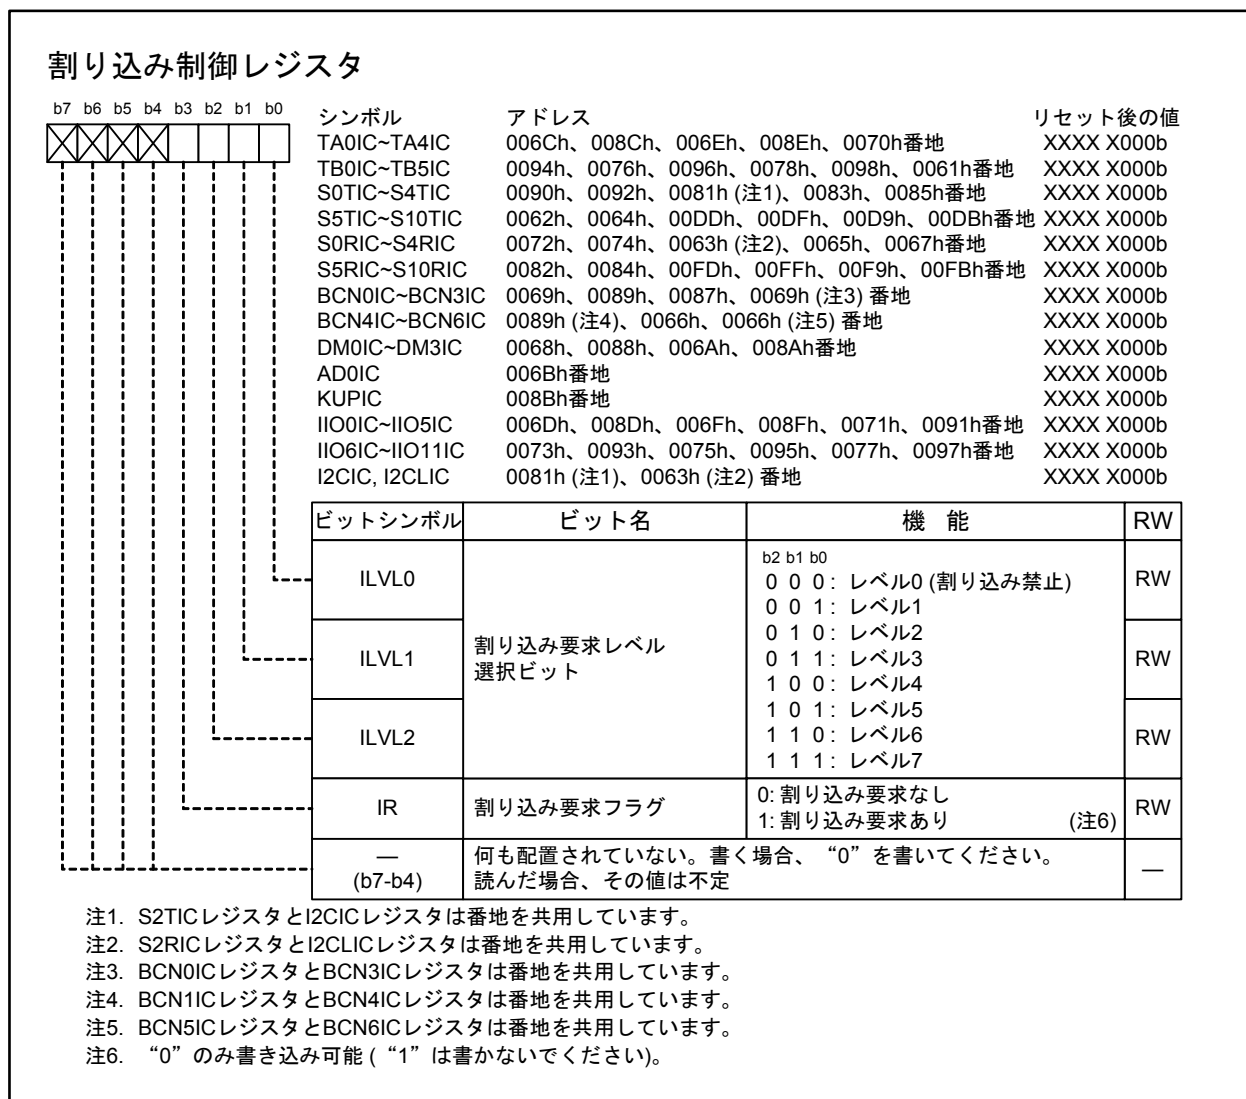 割り込み制御レジスタ
b7 b6 b5 b4 b3 b2 b1 b0
シンボル アドレス リセット後の値
TA0IC~TA4IC 006Ch、008Ch、006Eh、008Eh、0070h番地 XXXX X000b
TB0IC~TB5IC 0094h、0076h、0096h、0078h、0098h、0061h番地 XXXX X000b
S0TIC~S4TIC 0090h、0092h、0081h (注1)、0083h、0085h番地 XXXX X000b
S5TIC~S10TIC 0062h、0064h、00DDh、00DFh、00D9h、00DBh番地 XXXX X000b
S0RIC~S4RIC 0072h、0074h、0063h (注2)、0065h、0067h番地 XXXX X000b
S5RIC~S10RIC 0082h、0084h、00FDh、00FFh、00F9h、00FBh番地 XXXX X000b
BCN0IC~BCN3IC 0069h、0089h、0087h、0069h (注3) 番地 XXXX X000b
BCN4IC~BCN6IC 0089h (注4)、0066h、0066h (注5) 番地 XXXX X000b
DM0IC~DM3IC 0068h、0088h、006Ah、008Ah番地 XXXX X000b
AD0IC 006Bh番地 XXXX X000b
KUPIC 008Bh番地 XXXX X000b
IIO0IC~IIO5IC 006Dh、008Dh、006Fh、008Fh、0071h、0091h番地 XXXX X000b
IIO6IC~IIO11IC 0073h、0093h、0075h、0095h、0077h、0097h番地 XXXX X000b
I2CIC, I2CLIC 0081h (注1)、0063h (注2) 番地 XXXX X000b
ビットシンボル ビット名 機 能 RW
b2 b1 b0
ILVL0 0 0 0 : レベル0 (割り込み禁止) RW
0 0 1 : レベル1
0 1 0 : レベル2
割り込み要求レベル
ILVL1 0 1 1 : レベル3 RW
選択ビット
1 0 0 : レベル4
1 0 1 : レベル5
ILVL2 1 1 0 : レベル6 RW
1 1 1 : レベル7
IR 割り込み要求フラグ 0: 割り込み要求なし RW
1: 割り込み要求あり (注6)
— 何も配置されていない。書く場合、“0”を書いてください。 —
(b7-b4) 読んだ場合、その値は不定
注1. S2TICレジスタとI2CICレジスタは番地を共用しています。
注2. S2RICレジスタとI2CLICレジスタは番地を共用しています。
注3. BCN0ICレジスタとBCN3ICレジスタは番地を共用しています。
注4. BCN1ICレジスタとBCN4ICレジスタは番地を共用しています。
注5. BCN5ICレジスタとBCN6ICレジスタは番地を共用しています。
注6. “0”のみ書き込み可能 (“1”は書かないでください)。